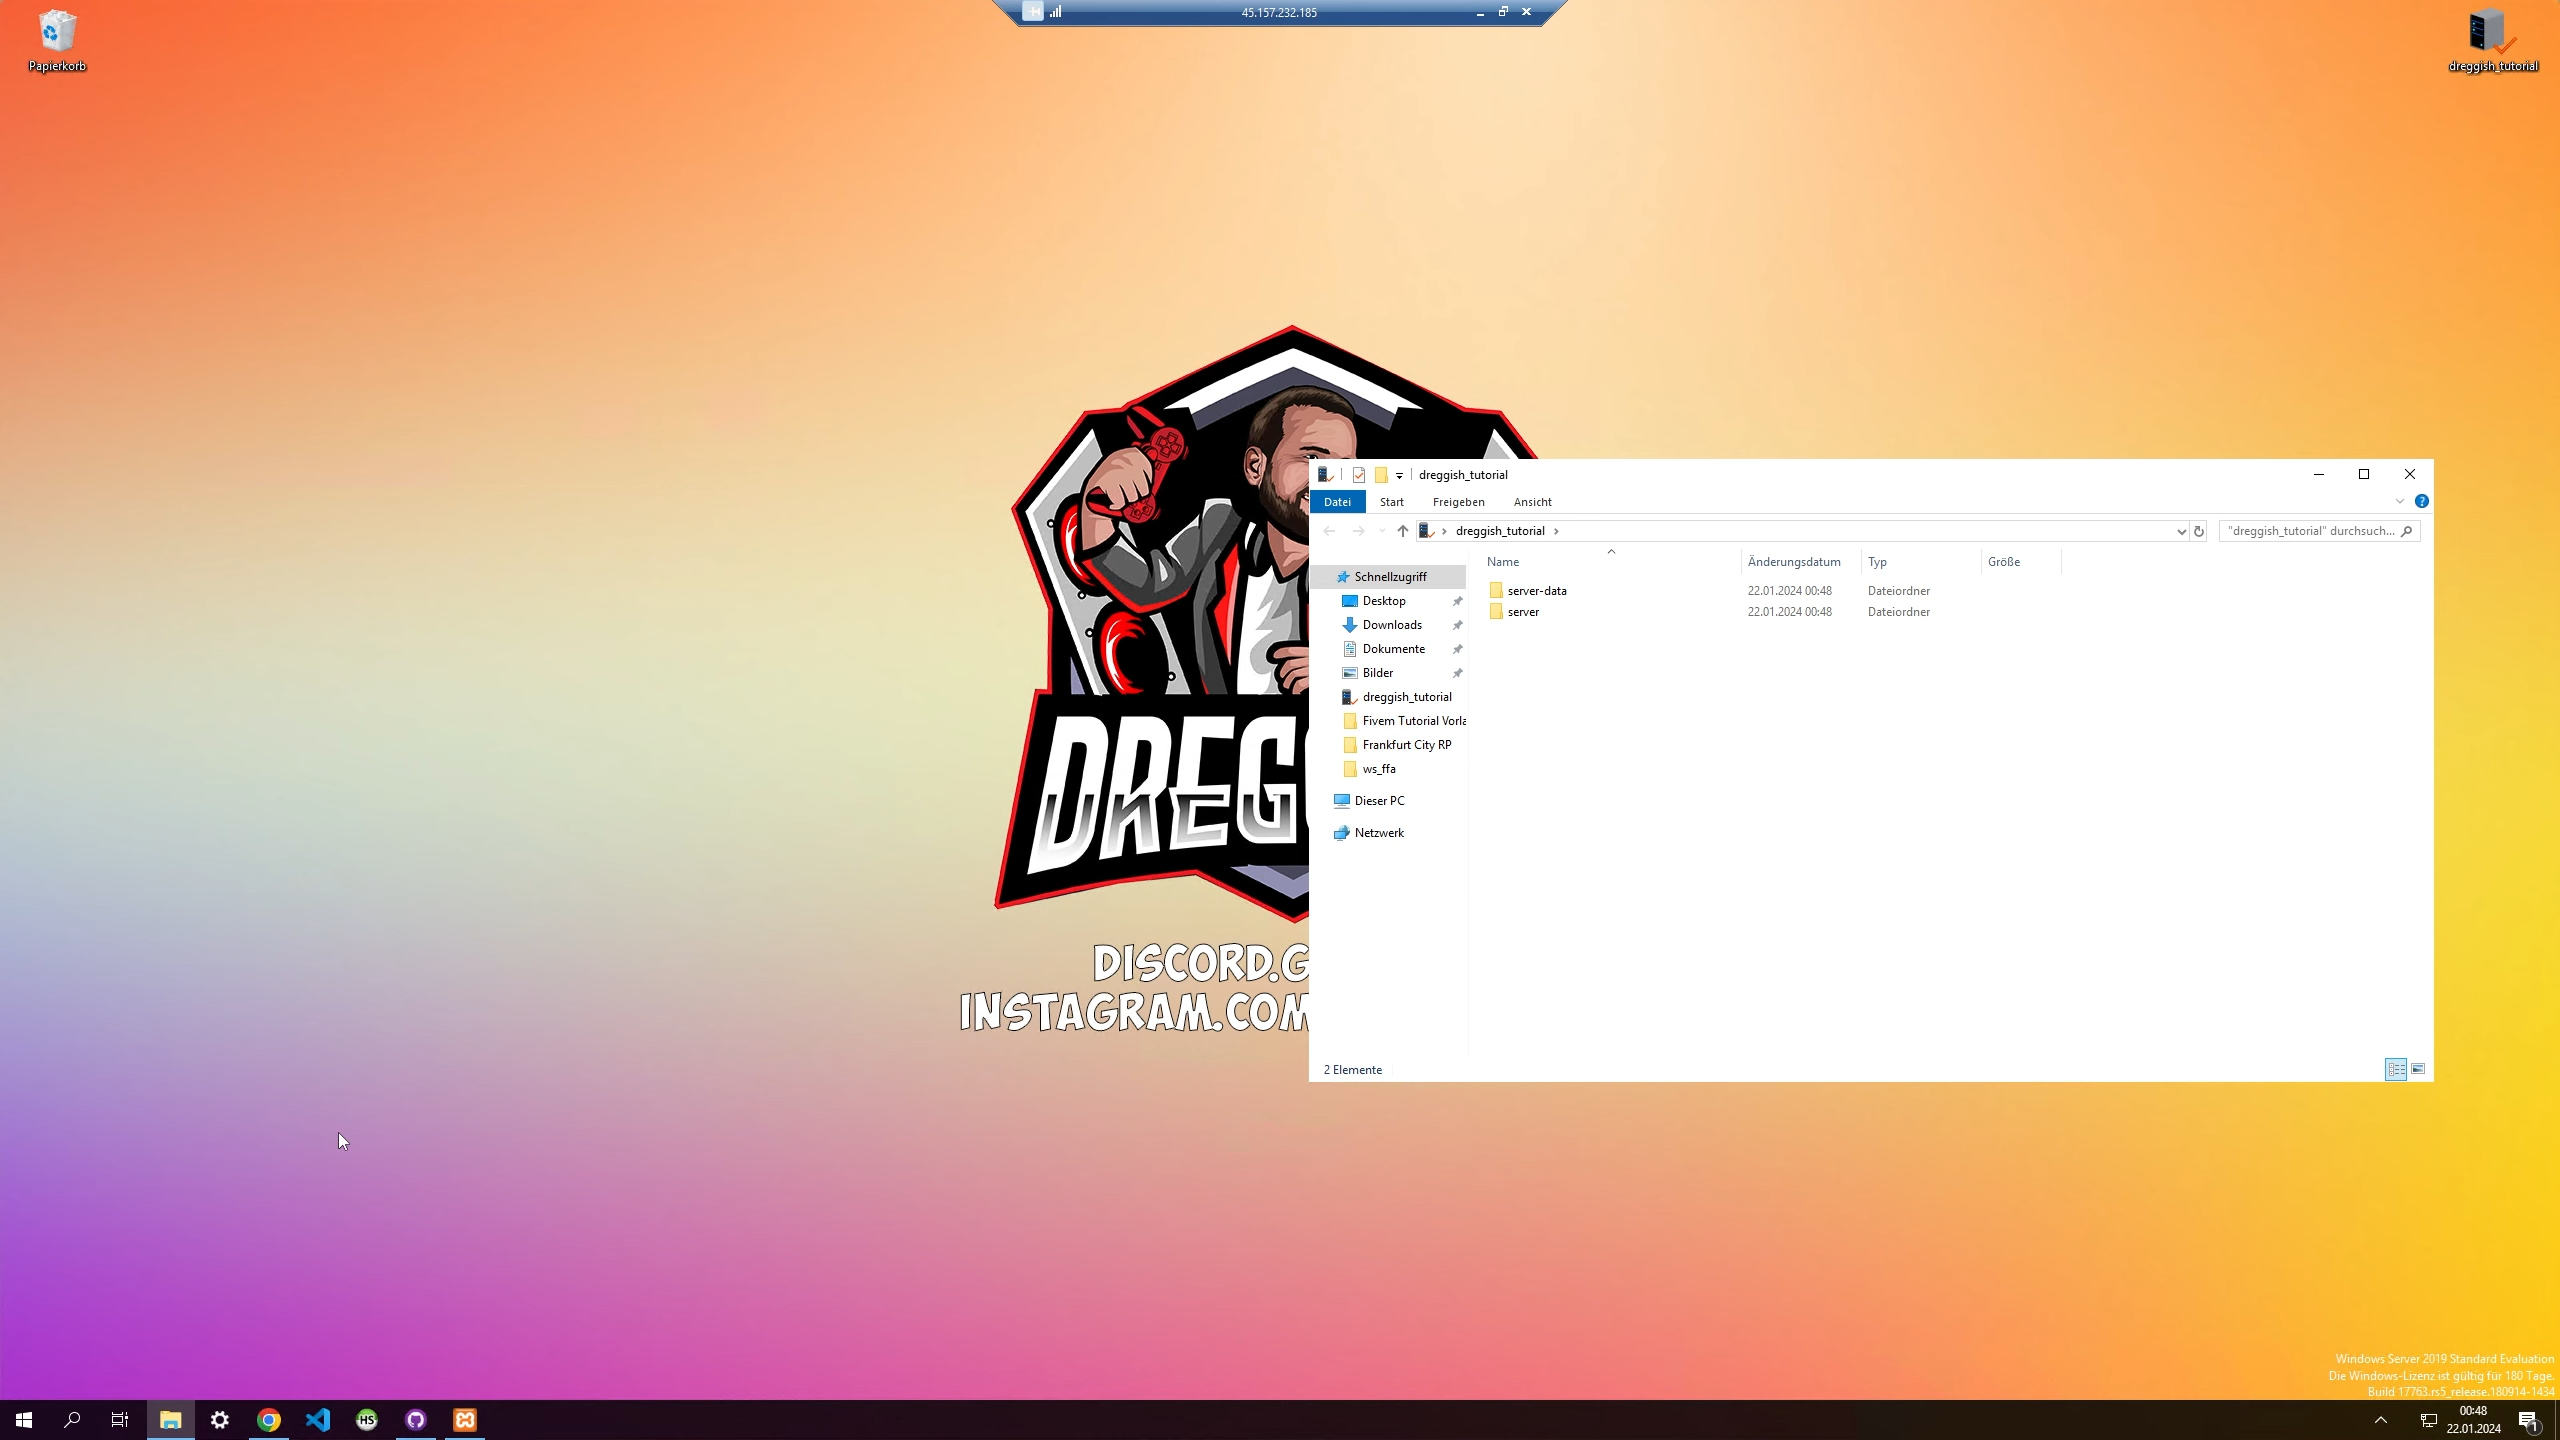 45.157.232.185
Papierkorb
dreggish_tutorial
DREG
DISCORD.G
INSTAGRAM.COM
dreggish_tutorial
Datei Start Freigeben Ansicht
dreggish_tutorial
"dreggish_tutorial" durchsuch...
Name Änderungsdatum Typ Größe
server-data 22.01.2024 00:48 Dateiordner
server 22.01.2024 00:48 Dateiordner
Schnellzugriff
Desktop
Downloads
Dokumente
Bilder
dreggish_tutorial
Fivem Tutorial Vorla
Frankfurt City RP
ws_ffa
Dieser PC
Netzwerk
2 Elemente
Windows Server 2019 Standard Evaluation
Die Windows-Lizenz ist gültig für 180 Tage.
Build 17763.rs5_release.180914-1434
HS
00:48
22.01.2024
1